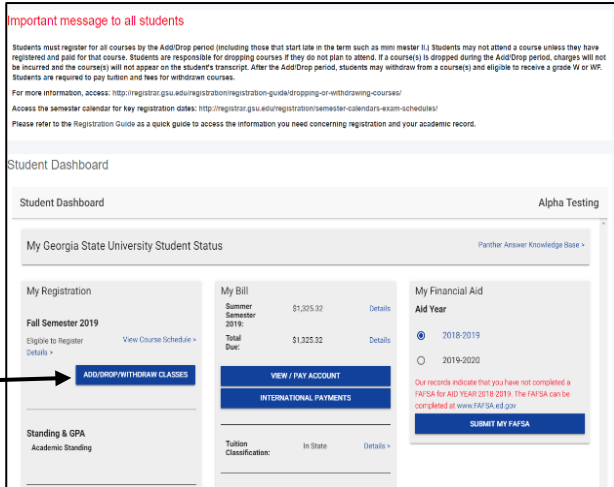 Important message to all students
Students must register for all courses by the Add/Drop period (including those that start late in the term such as mini mester II.) Students may not attend a course unless they have
registered and paid for that course. Students are responsible for dropping courses if they do not plan to attend. If a course(s) is dropped during the Add/Drop period, charges will not
be incurred and the course(s) will not appear on the student's transcript. After the Add/Drop period, students may withdraw from a course(s) and eligible to receive a grade W or WF.
Students are required to pay tuition and fees for withdrawn courses.
For more information, access: http://registrar.gsu.edu/registration/registration-guide/dropping-or-withdrawing-courses/
Access the semester calendar for key registration dates: http://registrar.gsu.edu/registration/semester-calendars-exam-schedules/
Please refer to the Registration Guide as a quick guide to access the information you need concerning registration and your academic record.
Student Dashboard
Student Dashboard Alpha Testing
My Georgia State University Student Status Panther Answer Knowledge Base >
My Registration
Fall Semester 2019
Eligible to Register View Course Schedule >
Details >
ADD/DROP/WITHDRAW CLASSES
Standing & GPA
Academic Standing
My Bill
Summer
Semester $1,325.32 Details
2019:
Total $1,325.32 Details
Due:
VIEW / PAY ACCOUNT
INTERNATIONAL PAYMENTS
Tuition In State Details >
Classification:
My Financial Aid
Aid Year
2018-2019
2019-2020
Our records indicate that you have not completed a
FAFSA for AID YEAR 2018-2019. The FAFSA can be
completed at www.FAFSA.ed.gov
SUBMIT MY FAFSA